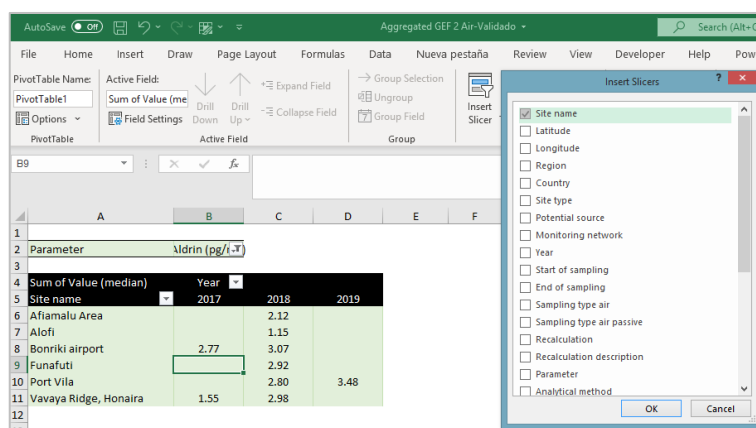 AutoSave Off Aggregated GEF 2 Air-Validado Search (Alt+
File Home Insert Draw Page Layout Formulas Data Nueva pestaña Review View Developer Help Pow
PivotTable Name:
PivotTable1
Options
PivotTable
Active Field:
Sum of Value (me
Field Settings
Drill Down
Drill Up
Expand Field
Collapse Field
Active Field
Group Selection
Ungroup
Group Field
Group
Insert Slicer
B9 fx
A B C D E F
1
2 Parameter Aldrin (pg/
3
4 Sum of Value (median) Year
5 Site name 2017 2018 2019
6 Afiamalu Area 2.12
7 Alofi 1.15
8 Bonriki airport 2.77 3.07
9 Funafuti 2.92
10 Port Vila 2.80 3.48
11 Vavaya Ridge, Honaira 1.55 2.98
12
Insert Slicers ? ×
Site name
Latitude
Longitude
Region
Country
Site type
Potential source
Monitoring network
Year
Start of sampling
End of sampling
Sampling type air
Sampling type air passive
Recalculation
Recalculation description
Parameter
Analytical method
OK Cancel